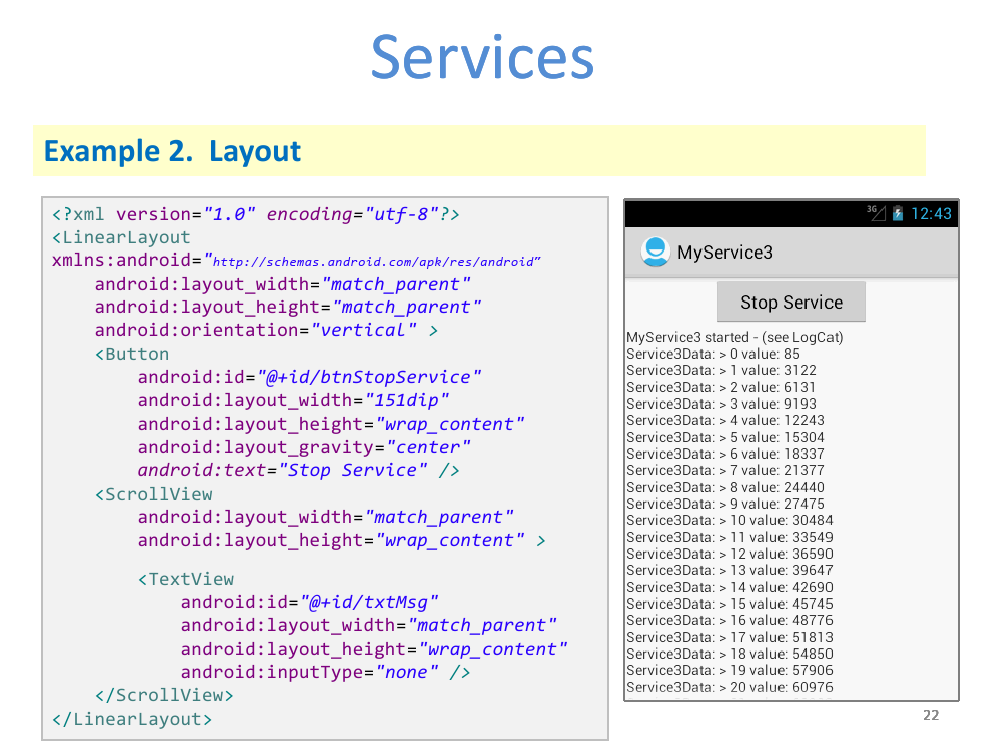 Services
Example 2.  Layout
<?xml version="1.0" encoding="utf-8"?>
<LinearLayout
xmlns:android="http://schemas.android.com/apk/res/android”
    android:layout_width="match_parent"
    android:layout_height="match_parent"
    android:orientation="vertical" >
    <Button
        android:id="@+id/btnStopService"
        android:layout_width="151dip"
        android:layout_height="wrap_content"
        android:layout_gravity="center"
        android:text="Stop Service" />
    <ScrollView
        android:layout_width="match_parent"
        android:layout_height="wrap_content" >
        <TextView
            android:id="@+id/txtMsg"
            android:layout_width="match_parent"
            android:layout_height="wrap_content"
            android:inputType="none" />
    </ScrollView>
</LinearLayout>
3G 12:43
MyService3
Stop Service
MyService3 started - (see LogCat)
Service3Data: > 0 value: 85
Service3Data: > 1 value: 3122
Service3Data: > 2 value: 6131
Service3Data: > 3 value: 9193
Service3Data: > 4 value: 12243
Service3Data: > 5 value: 15304
Service3Data: > 6 value: 18337
Service3Data: > 7 value: 21377
Service3Data: > 8 value: 24440
Service3Data: > 9 value: 27475
Service3Data: > 10 value: 30484
Service3Data: > 11 value: 33549
Service3Data: > 12 value: 36590
Service3Data: > 13 value: 39647
Service3Data: > 14 value: 42690
Service3Data: > 15 value: 45745
Service3Data: > 16 value: 48776
Service3Data: > 17 value: 51813
Service3Data: > 18 value: 54850
Service3Data: > 19 value: 57906
Service3Data: > 20 value: 60976
22